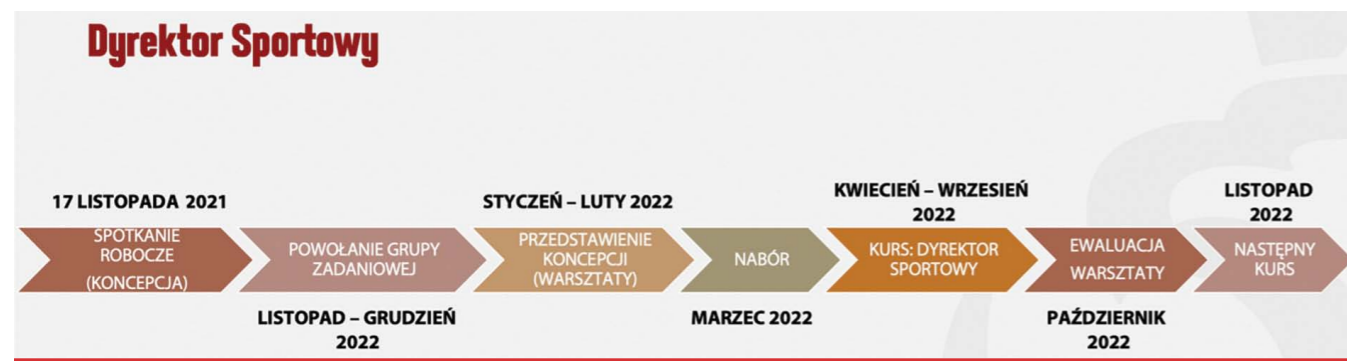 Dyrektor Sportowy
17 LISTOPADA 2021
SPOTKANIE
ROBOCZE
(KONCEPCJA)
POWOŁANIE GRUPY
ZADANIOWEJ
LISTOPAD – GRUDZIEŃ
2022
STYCZEŃ – LUTY 2022
PRZEDSTAWIENIE
KONCEPCJI
(WARSZTATY)
NABÓR
MARZEC 2022
KWIECIEŃ – WRZESIEŃ
2022
KURS: DYREKTOR
SPORTOWY
EWALUACJA
WARSZTATY
PAŹDZIERNIK
2022
LISTOPAD
2022
NASTĘPNY
KURS